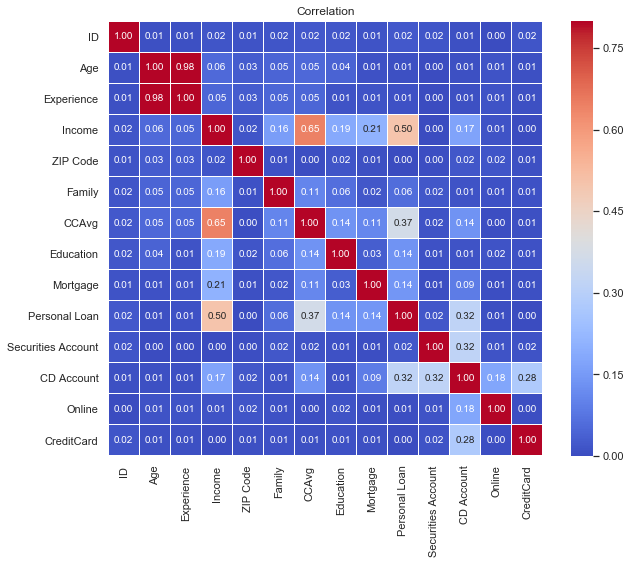 Correlation
ID 1.00 0.01 0.01 0.02 0.01 0.02 0.02 0.02 0.01 0.02 0.02 0.01 0.00 0.02
Age 0.01 1.00 0.98 0.06 0.03 0.05 0.05 0.04 0.01 0.01 0.00 0.01 0.01 0.01
Experience 0.01 0.98 1.00 0.05 0.03 0.05 0.05 0.01 0.01 0.01 0.00 0.01 0.01 0.01
Income 0.02 0.06 0.05 1.00 0.02 0.16 0.65 0.19 0.21 0.50 0.00 0.17 0.01 0.00
ZIP Code 0.01 0.03 0.03 0.02 1.00 0.01 0.00 0.02 0.01 0.00 0.00 0.02 0.02 0.01
Family 0.02 0.05 0.05 0.16 0.01 1.00 0.11 0.06 0.02 0.06 0.02 0.01 0.01 0.01
CCAvg 0.02 0.05 0.05 0.65 0.00 0.11 1.00 0.14 0.11 0.37 0.02 0.14 0.00 0.01
Education 0.02 0.04 0.01 0.19 0.02 0.06 0.14 1.00 0.03 0.14 0.01 0.01 0.02 0.01
Mortgage 0.01 0.01 0.01 0.21 0.01 0.02 0.11 0.03 1.00 0.14 0.01 0.09 0.01 0.01
Personal Loan 0.02 0.01 0.01 0.50 0.00 0.06 0.37 0.14 0.14 1.00 0.02 0.32 0.01 0.00
Securities Account 0.02 0.00 0.00 0.00 0.00 0.02 0.02 0.01 0.01 0.02 1.00 0.32 0.01 0.02
CD Account 0.01 0.01 0.01 0.17 0.02 0.01 0.14 0.01 0.09 0.32 0.32 1.00 0.18 0.28
Online 0.00 0.01 0.01 0.01 0.02 0.01 0.00 0.02 0.01 0.01 0.01 0.18 1.00 0.00
CreditCard 0.02 0.01 0.01 0.00 0.01 0.01 0.01 0.01 0.01 0.00 0.02 0.28 0.00 1.00
ID Age Experience Income ZIP Code Family CCAvg Education Mortgage Personal Loan Securities Account CD Account Online CreditCard
0.75
0.60
0.45
0.30
0.15
0.00